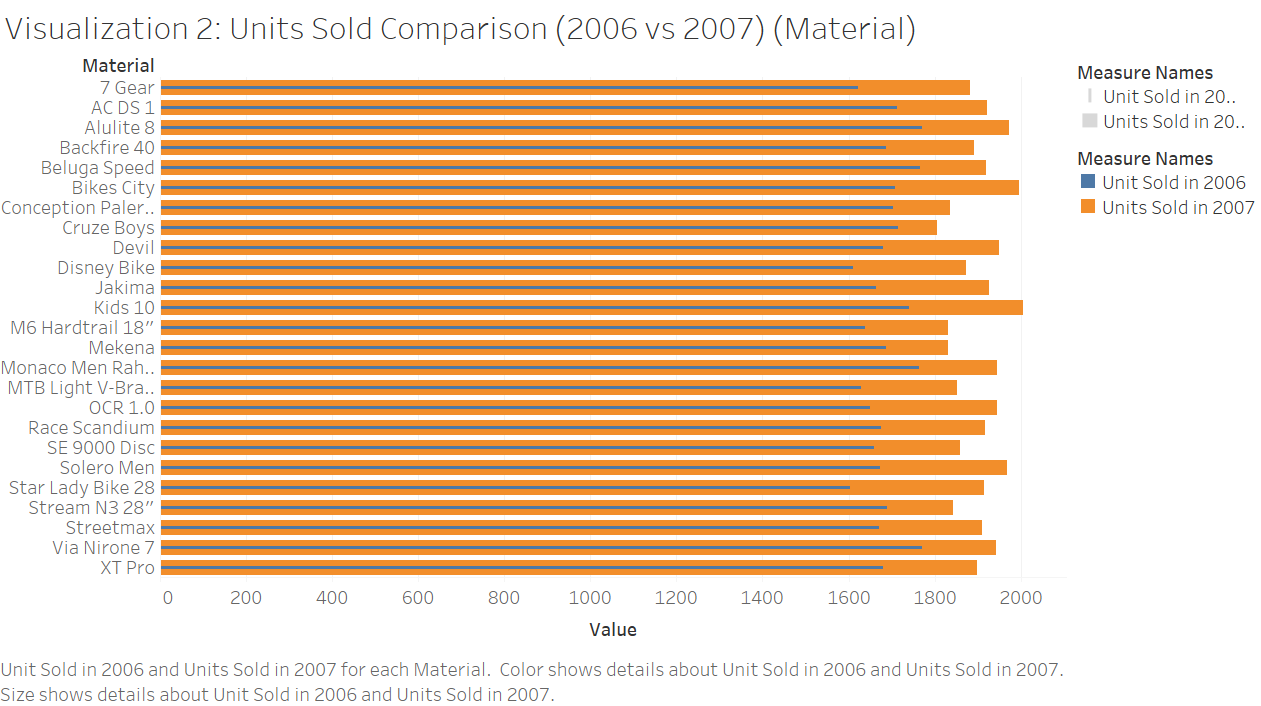 Visualization 2: Units Sold Comparison (2006 vs 2007) (Material)
Material
7 Gear
AC DS 1
Alulite 8
Backfire 40
Beluga Speed
Bikes City
Conception Paler..
Cruze Boys
Devil
Disney Bike
Jakima
Kids 10
M6 Hardtrail 18″
Mekena
Monaco Men Rah..
MTB Light V-Bra..
OCR 1.0
Race Scandium
SE 9000 Disc
Solero Men
Star Lady Bike 28
Stream N3 28″
Streetmax
Via Nirone 7
XT Pro
0 200 400 600 800 1000 1200 1400 1600 1800 2000
Value
Measure Names
Unit Sold in 20..
Units Sold in 20..
Measure Names
Unit Sold in 2006
Units Sold in 2007
Unit Sold in 2006 and Units Sold in 2007 for each Material.  Color shows details about Unit Sold in 2006 and Units Sold in 2007.
Size shows details about Unit Sold in 2006 and Units Sold in 2007.